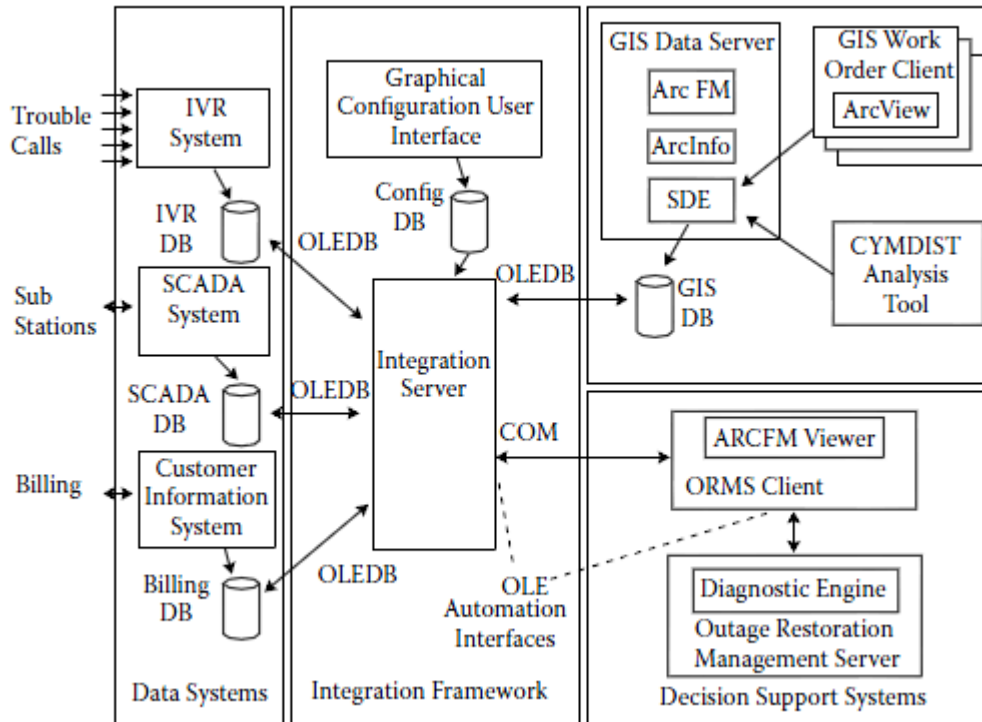 Trouble
Calls
Sub
Stations
Billing
IVR
System
IVR
DB
SCADA
System
SCADA
DB
Customer
Information
System
Billing
DB
Data Systems
Graphical
Configuration User
Interface
Config
DB
OLEDB
OLEDB
OLEDB
OLEDB
Integration
Server
COM
OLE
Automation
Interfaces
Integration Framework
GIS Data Server
Arc FM
ArcInfo
SDE
GIS
DB
GIS Work
Order Client
ArcView
CYMDIST
Analysis
Tool
ARCFM Viewer
ORMS Client
Diagnostic Engine
Outage Restoration
Management Server
Decision Support Systems